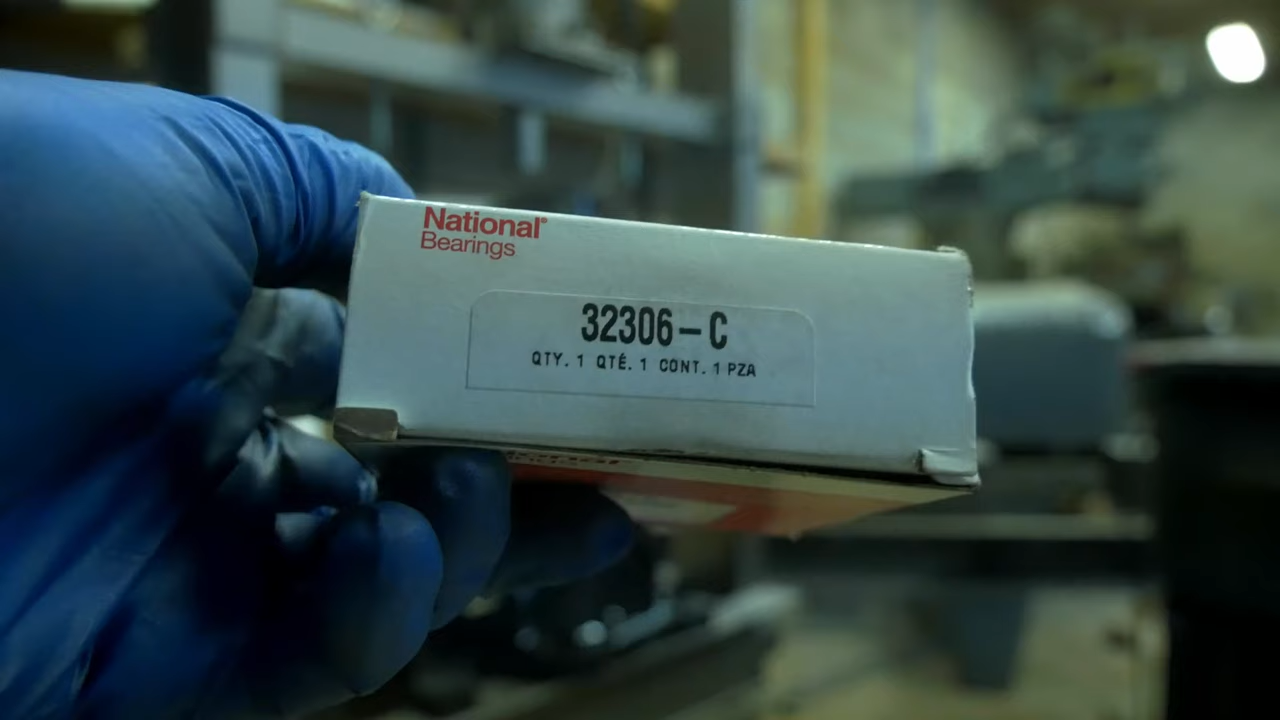 National
Bearings
32306-C
QTY. 1 QTÉ. 1 CONT. 1 PZA